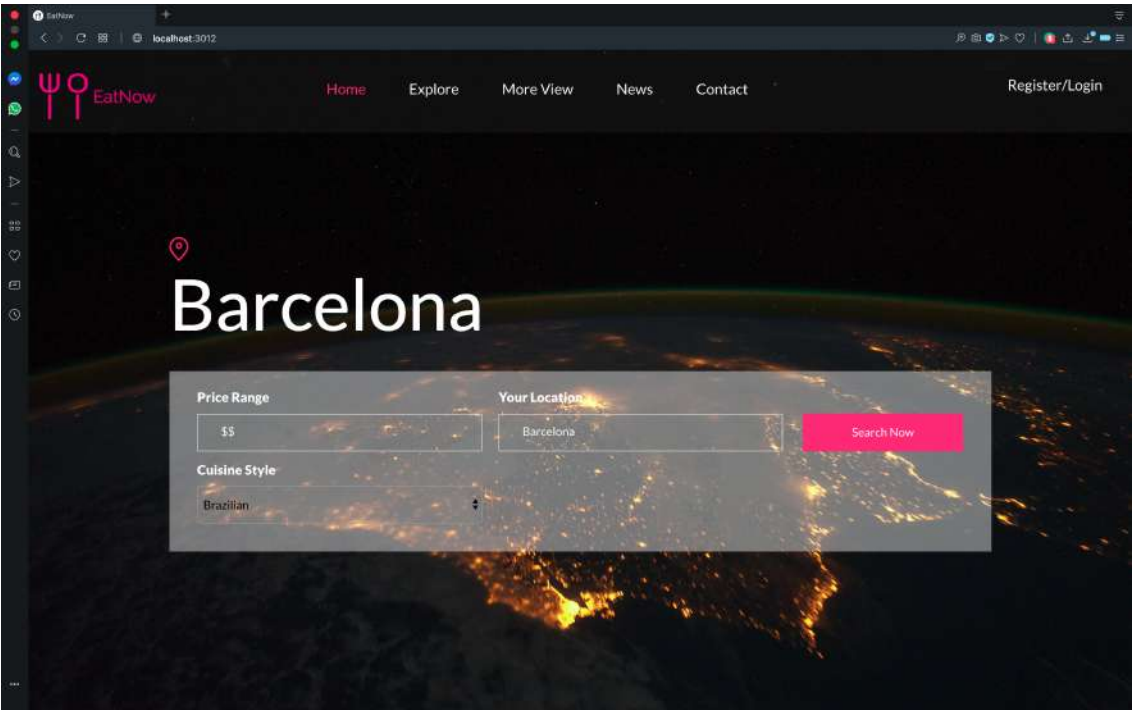 EatNow
localhost:3012
EatNow
Home Explore More View News Contact Register/Login
Barcelona
Price Range Your Location
$$ Barcelona Search Now
Cuisine Style
Brazilian